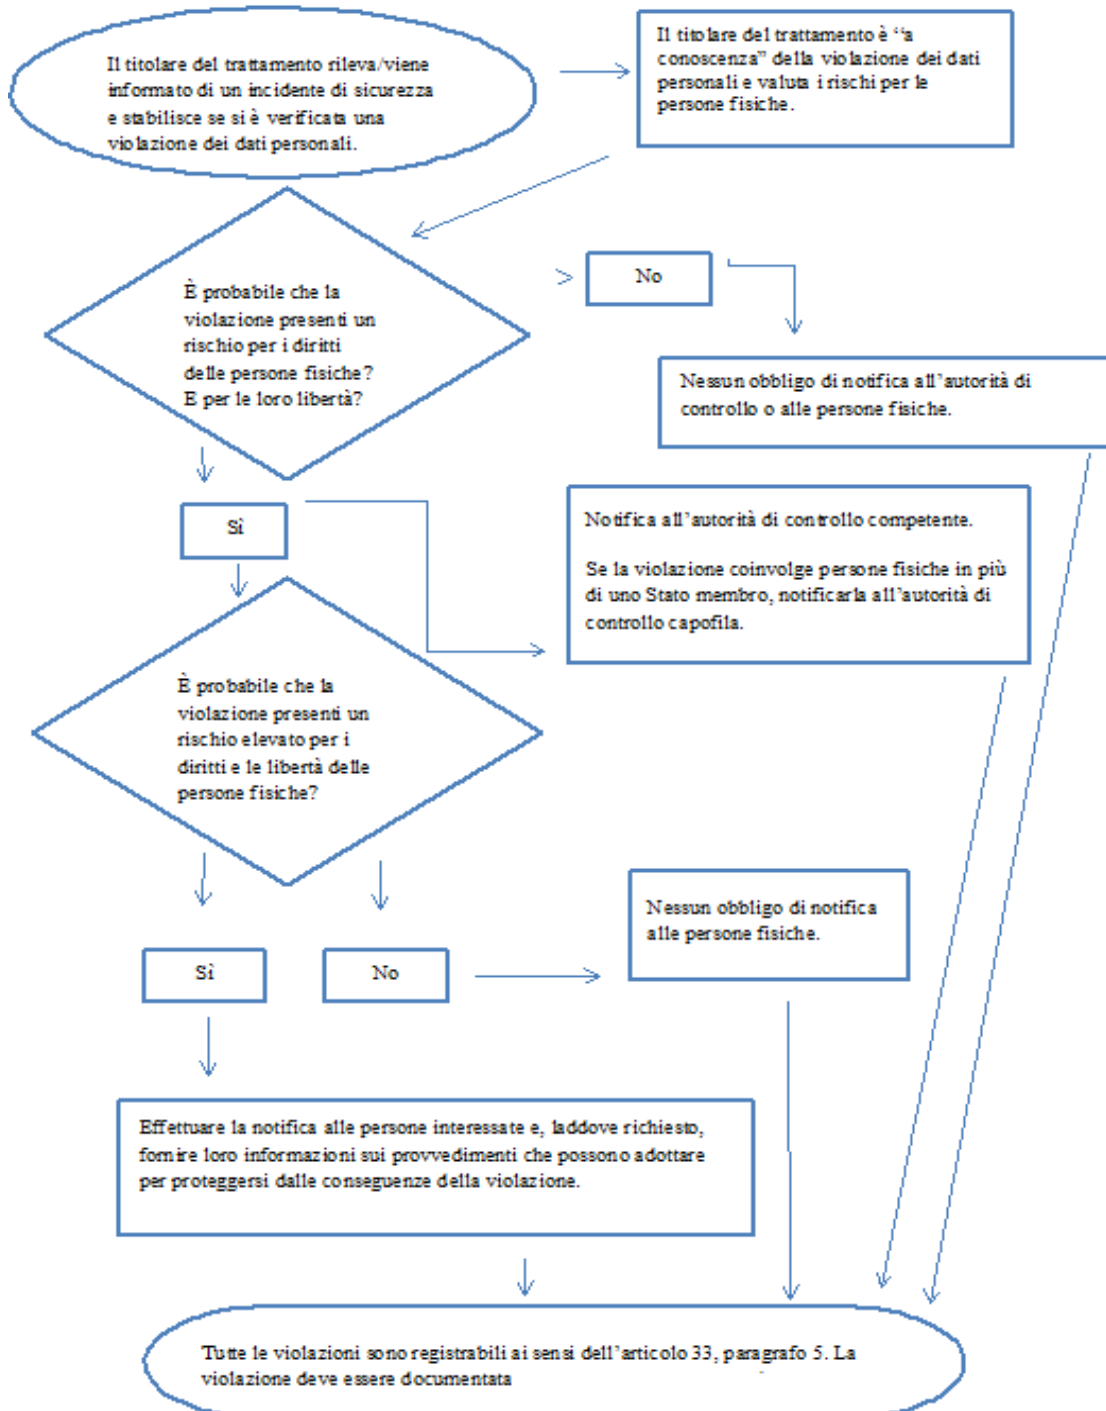 Il titolare del trattamento rileva/viene
informato di un incidente di sicurezza
e stabilisce se si è verificata una
violazione dei dati personali.
Il titolare del trattamento è “a
conoscenza” della violazione dei dati
personali e valuta i rischi per le
persone fisiche.
È probabile che la
violazione presenti un
rischio per i diritti
delle persone fisiche?
E per le loro libertà?
No
Nessun obbligo di notifica all’autorità di
controllo o alle persone fisiche.
Sì
Notifica all’autorità di controllo competente.
Se la violazione coinvolge persone fisiche in più
di uno Stato membro, notificarla all’autorità di
controllo capofila.
È probabile che la
violazione presenti un
rischio elevato per i
diritti e le libertà delle
persone fisiche?
Sì
No
Nessun obbligo di notifica
alle persone fisiche.
Effettuare la notifica alle persone interessate e, laddove richiesto,
fornire loro informazioni sui provvedimenti che possono adottare
per proteggersi dalle conseguenze della violazione.
Tutte le violazioni sono registrabili ai sensi dell’articolo 33, paragrafo 5. La
violazione deve essere documentata